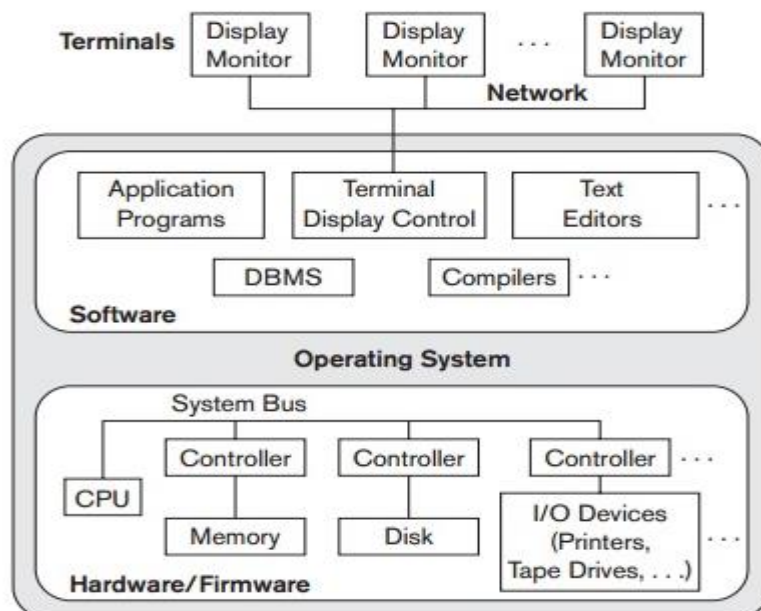 Terminals
Display
Monitor
Display
Monitor
. . .
Display
Monitor
Network
Application
Programs
Terminal
Display Control
Text
Editors
. . .
DBMS
Compilers
. . .
Software
Operating System
System Bus
Controller
Controller
Controller
. . .
CPU
Memory
Disk
I/O Devices
(Printers,
Tape Drives, . . .)
. . .
Hardware/Firmware